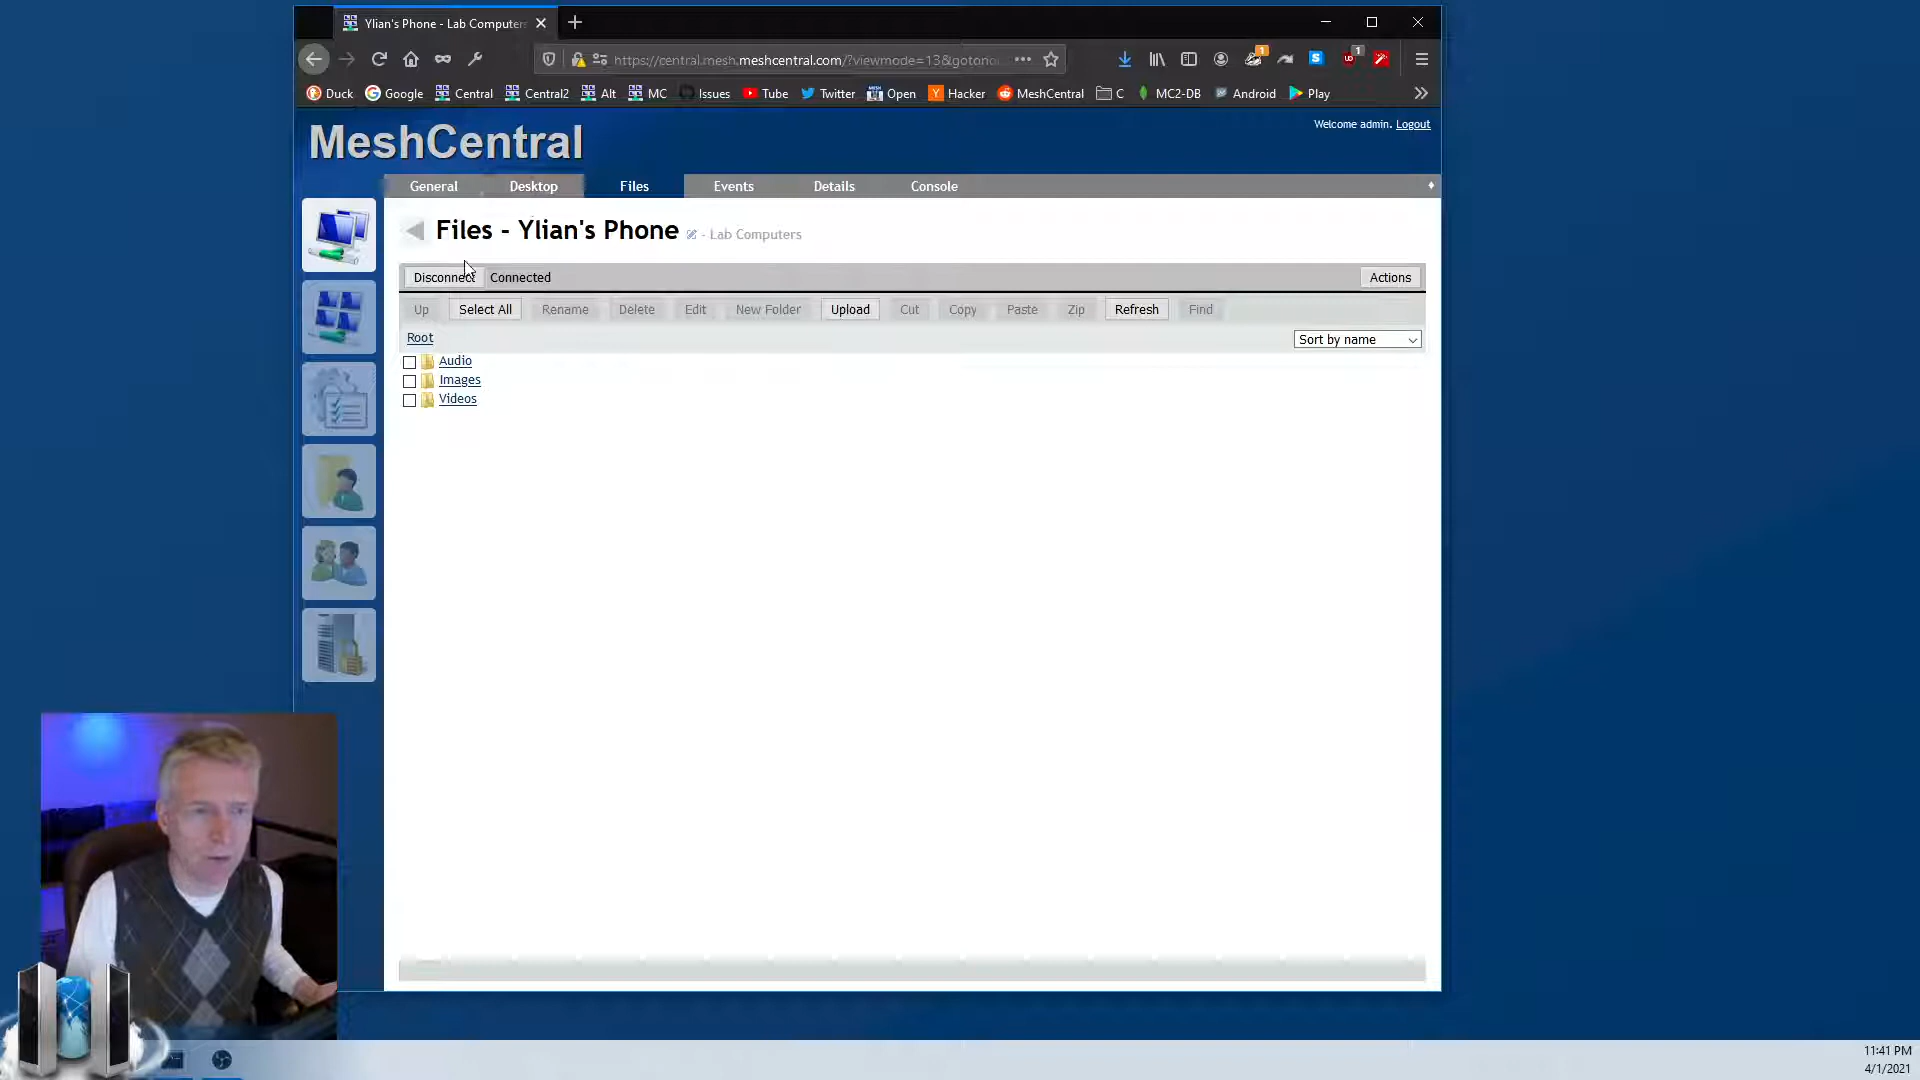 Ylian's Phone - Lab Computers
https://central.mesh.meshcentral.com/?viewmode=13&gotono
1
S
1
Duck Google Central Central2 Alt MC Issues Tube Twitter Open Hacker MeshCentral C MC2-DB Android Play
MeshCentral
Welcome admin. Logout
General Desktop Files Events Details Console
Files - Ylian's Phone - Lab Computers
Disconnect Connected Actions
Up Select All Rename Delete Edit New Folder Upload Cut Copy Paste Zip Refresh Find
Root Sort by name
Audio
Images
Videos
11:41 PM
4/1/2021